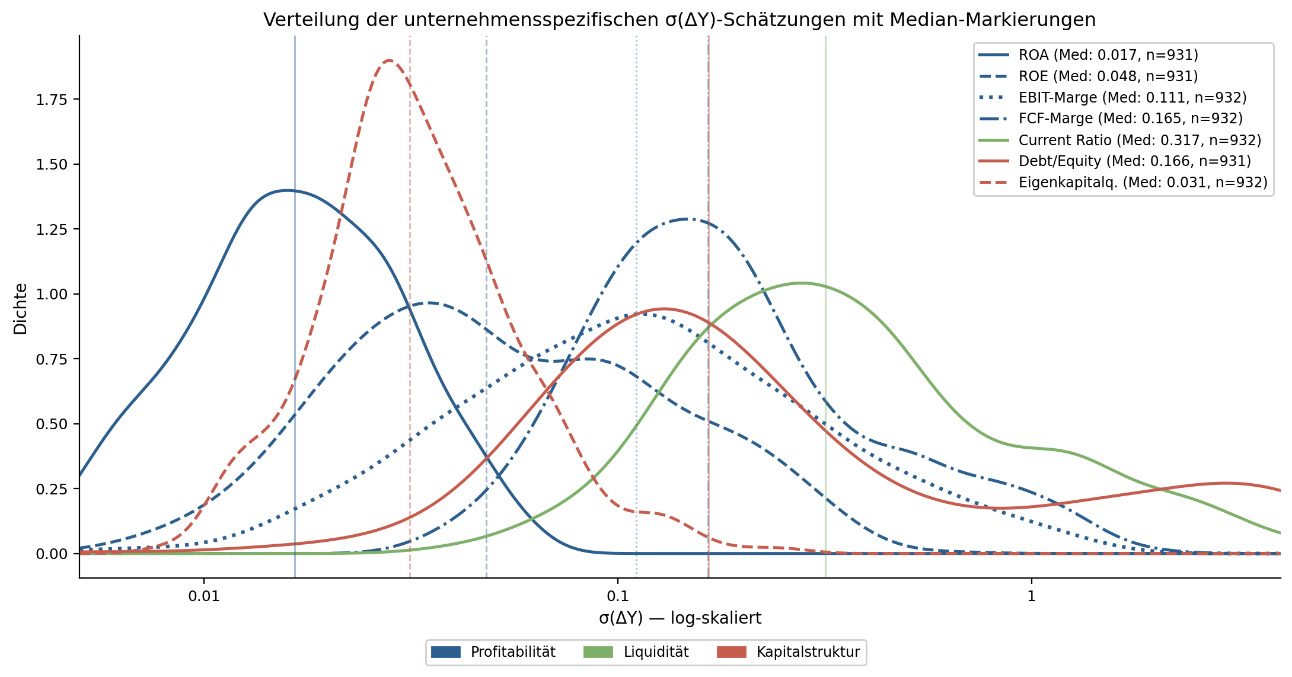 Verteilung der unternehmensspezifischen σ(ΔY)-Schätzungen mit Median-Markierungen
ROA (Med: 0.017, n=931)
ROE (Med: 0.048, n=931)
EBIT-Marge (Med: 0.111, n=932)
FCF-Marge (Med: 0.165, n=932)
Current Ratio (Med: 0.317, n=932)
Debt/Equity (Med: 0.166, n=931)
Eigenkapitalq. (Med: 0.031, n=932)
Dichte
1.75
1.50
1.25
1.00
0.75
0.50
0.25
0.00
0.01
0.1
1
σ(ΔY) — log-skaliert
Profitabilität
Liquidität
Kapitalstruktur